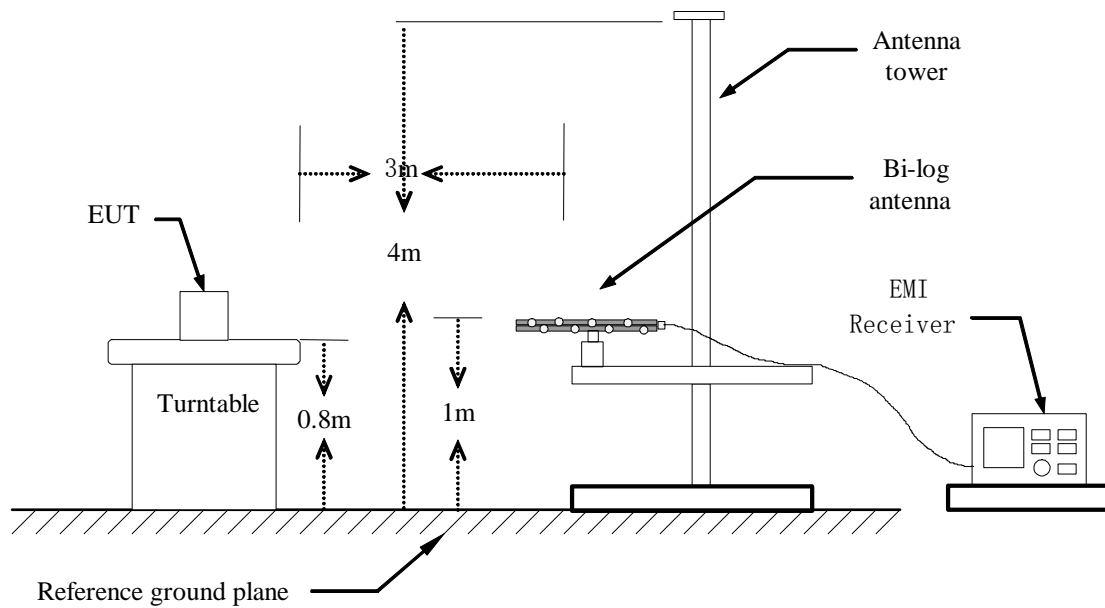 Antenna
tower
3m
Bi-log
antenna
EUT
4m
EMI
Receiver
Turntable
0.8m
1m
Reference ground plane